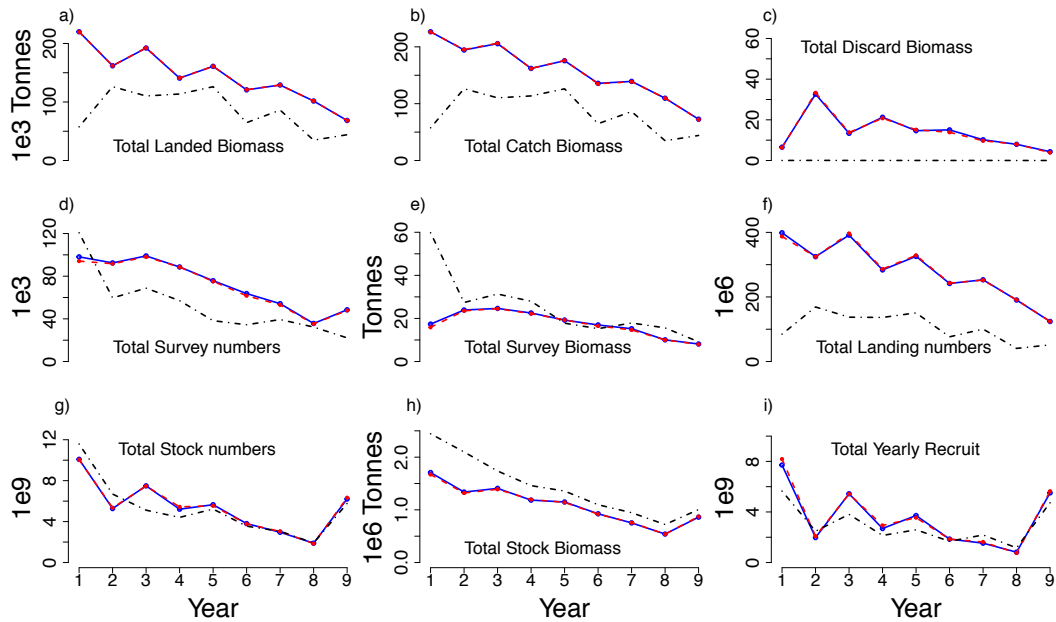 a)
b)
c)
1e3 Tonnes
0
100
200
Total Landed Biomass
0
50
100
200
Total Catch Biomass
0
20
40
60
Total Discard Biomass
d)
e)
f)
1e3
0
40
80
120
Total Survey numbers
Tonnes
0
20
40
60
Total Survey Biomass
1e6
0
200
400
Total Landing numbers
g)
h)
i)
1e9
0
4
8
12
Total Stock numbers
1e6 Tonnes
0.0
1.0
2.0
Total Stock Biomass
1e9
0
4
8
Total Yearly Recruit
1 2 3 4 5 6 7 8 9
1 2 3 4 5 6 7 8 9
1 2 3 4 5 6 7 8 9
Year
Year
Year